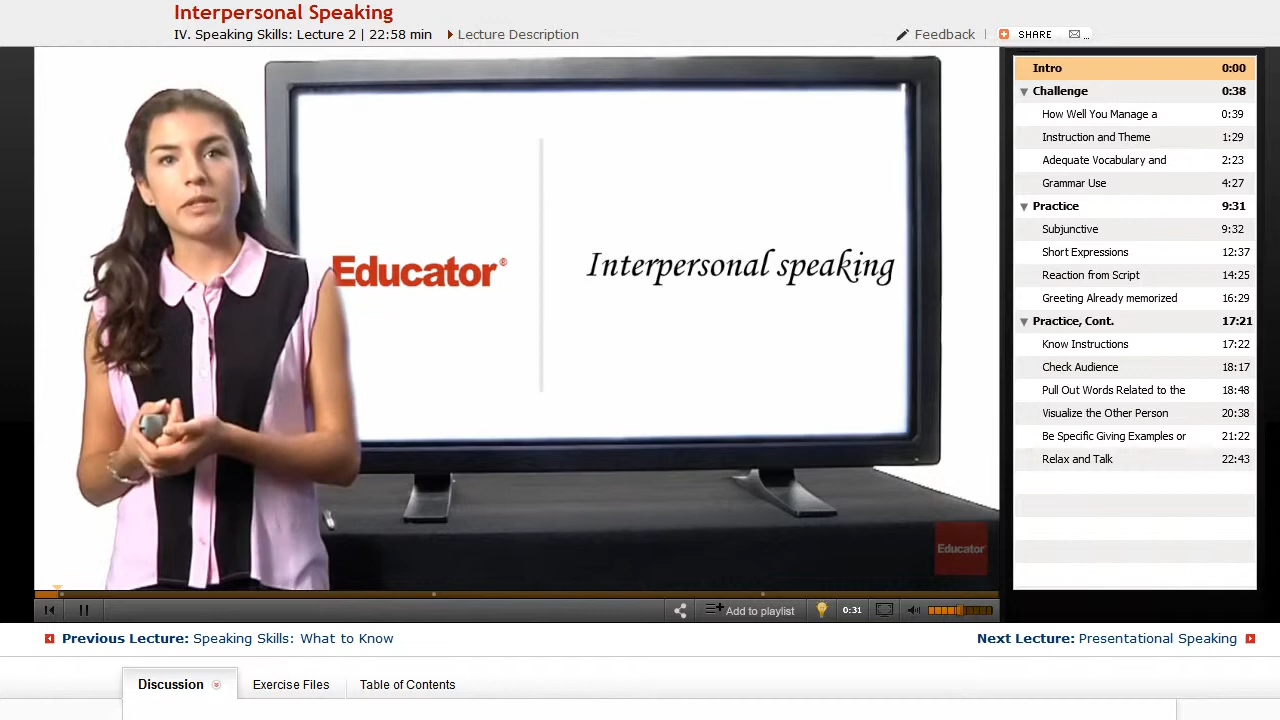 Interpersonal Speaking
IV. Speaking Skills: Lecture 2 | 22:58 min
Lecture Description
Feedback
SHARE
...
Educator®
Interpersonal speaking
Educator
Intro 0:00
Challenge 0:38
How Well You Manage a 0:39
Instruction and Theme 1:29
Adequate Vocabulary and 2:23
Grammar Use 4:27
Practice 9:31
Subjunctive 9:32
Short Expressions 12:37
Reaction from Script 14:25
Greeting Already memorized 16:29
Practice, Cont. 17:21
Know Instructions 17:22
Check Audience 18:17
Pull Out Words Related to the 18:48
Visualize the Other Person 20:38
Be Specific Giving Examples or 21:22
Relax and Talk 22:43
Add to playlist
0:31
Previous Lecture: Speaking Skills: What to Know
Next Lecture: Presentational Speaking
Discussion
Exercise Files
Table of Contents